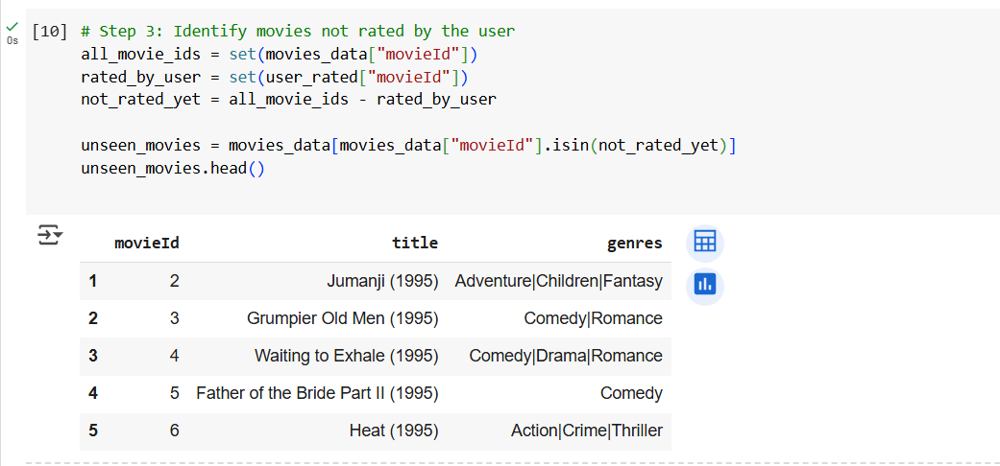 [10] # Step 3: Identify movies not rated by the user
0s
all_movie_ids = set(movies_data["movieId"])
rated_by_user = set(user_rated["movieId"])
not_rated_yet = all_movie_ids - rated_by_user
unseen_movies = movies_data[movies_data["movieId"].isin(not_rated_yet)]
unseen_movies.head()
movieId title genres
1 2 Jumanji (1995) Adventure|Children|Fantasy
2 3 Grumpier Old Men (1995) Comedy|Romance
3 4 Waiting to Exhale (1995) Comedy|Drama|Romance
4 5 Father of the Bride Part II (1995) Comedy
5 6 Heat (1995) Action|Crime|Thriller